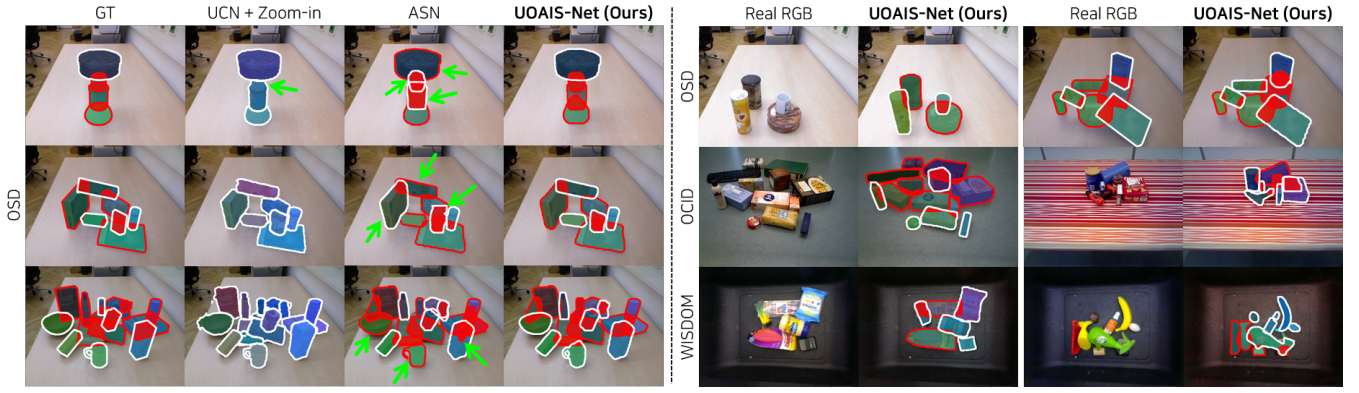 GT UCN + Zoom-in ASN UOAIS-Net (Ours) Real RGB UOAIS-Net (Ours) Real RGB UOAIS-Net (Ours)
OSD
OSD
OCID
WISDOM